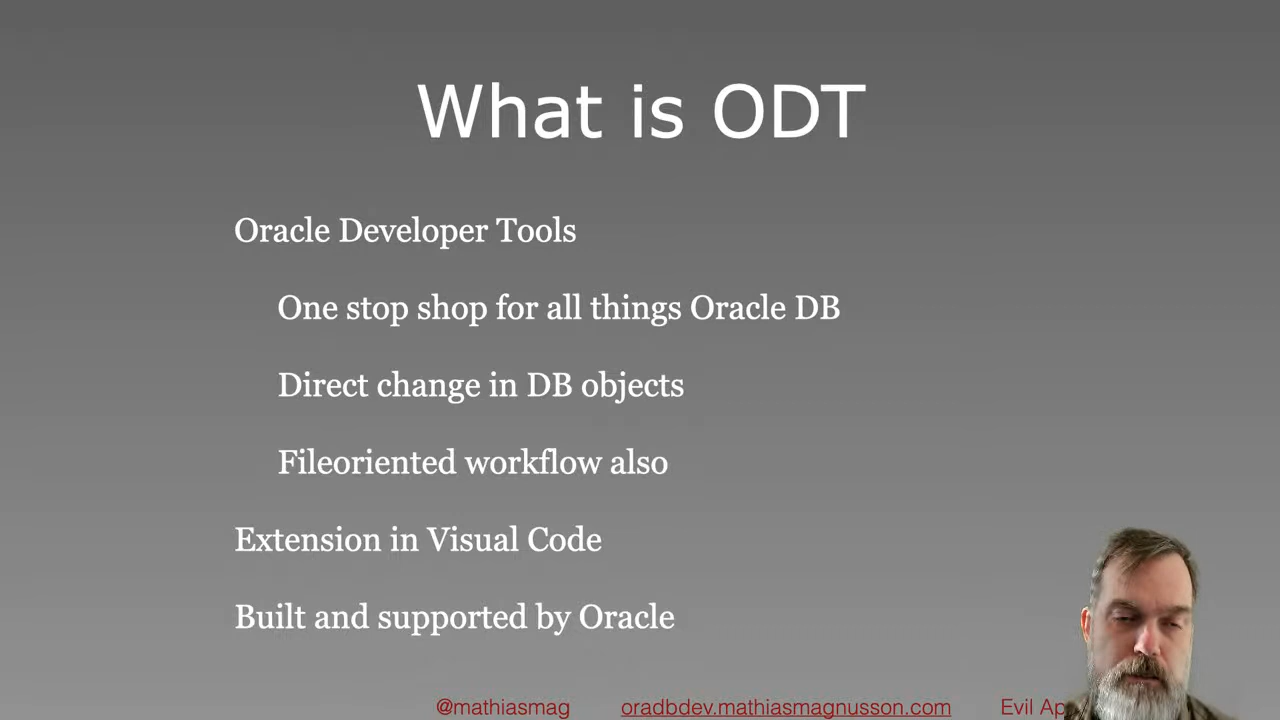 What is ODT
Oracle Developer Tools
One stop shop for all things Oracle DB
Direct change in DB objects
Fileoriented workflow also
Extension in Visual Code
Built and supported by Oracle
@mathiasmag oradbdev.mathiasmagnusson.com Evil